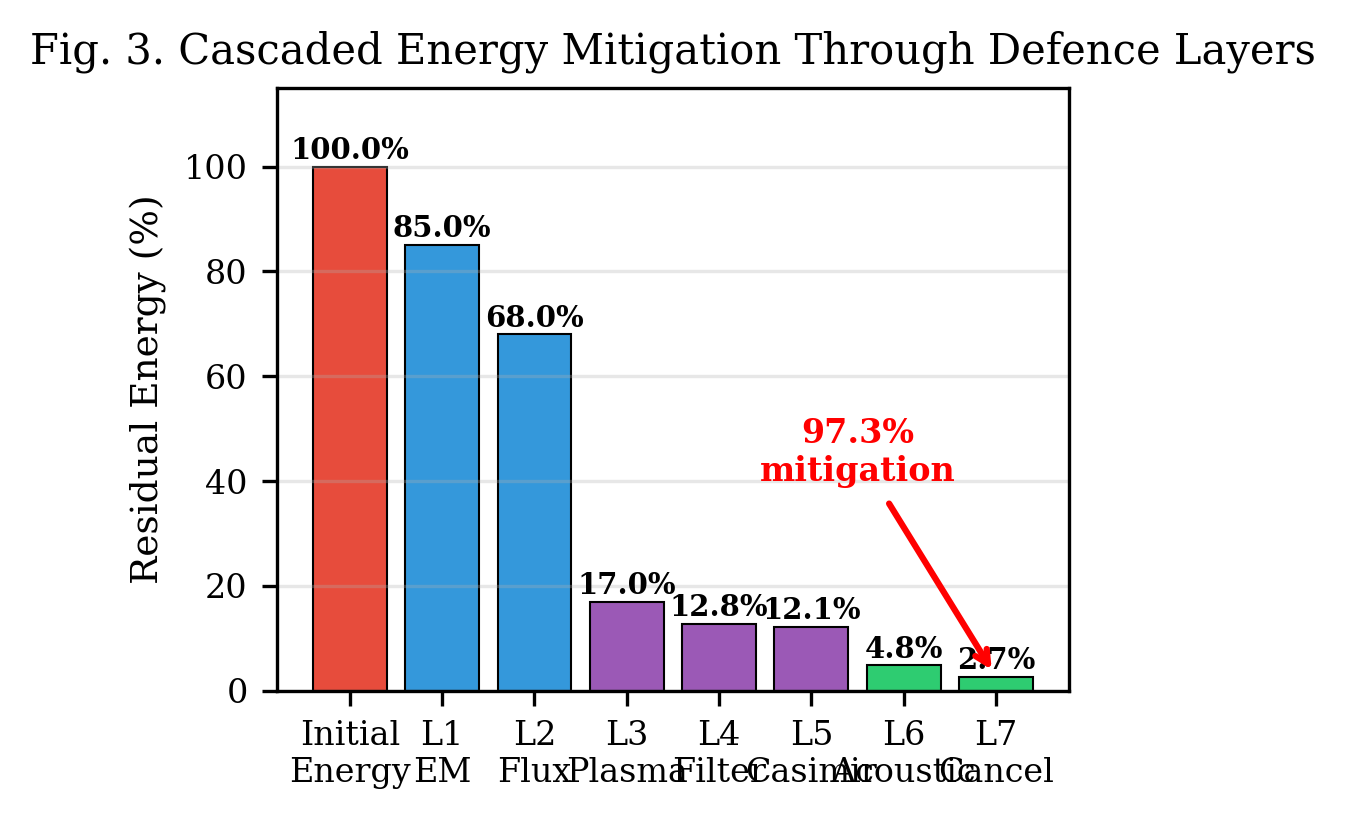 Fig. 3. Cascaded Energy Mitigation Through Defence Layers
Residual Energy (%)
100
80
60
40
20
0
100.0%
85.0%
68.0%
17.0%
12.8%
12.1%
4.8%
2.7%
97.3%
mitigation
Initial
Energy
L1
EM
L2
Flux
L3
Plasma
L4
Filter
L5
Casimir
L6
Acoustic
L7
Cancel